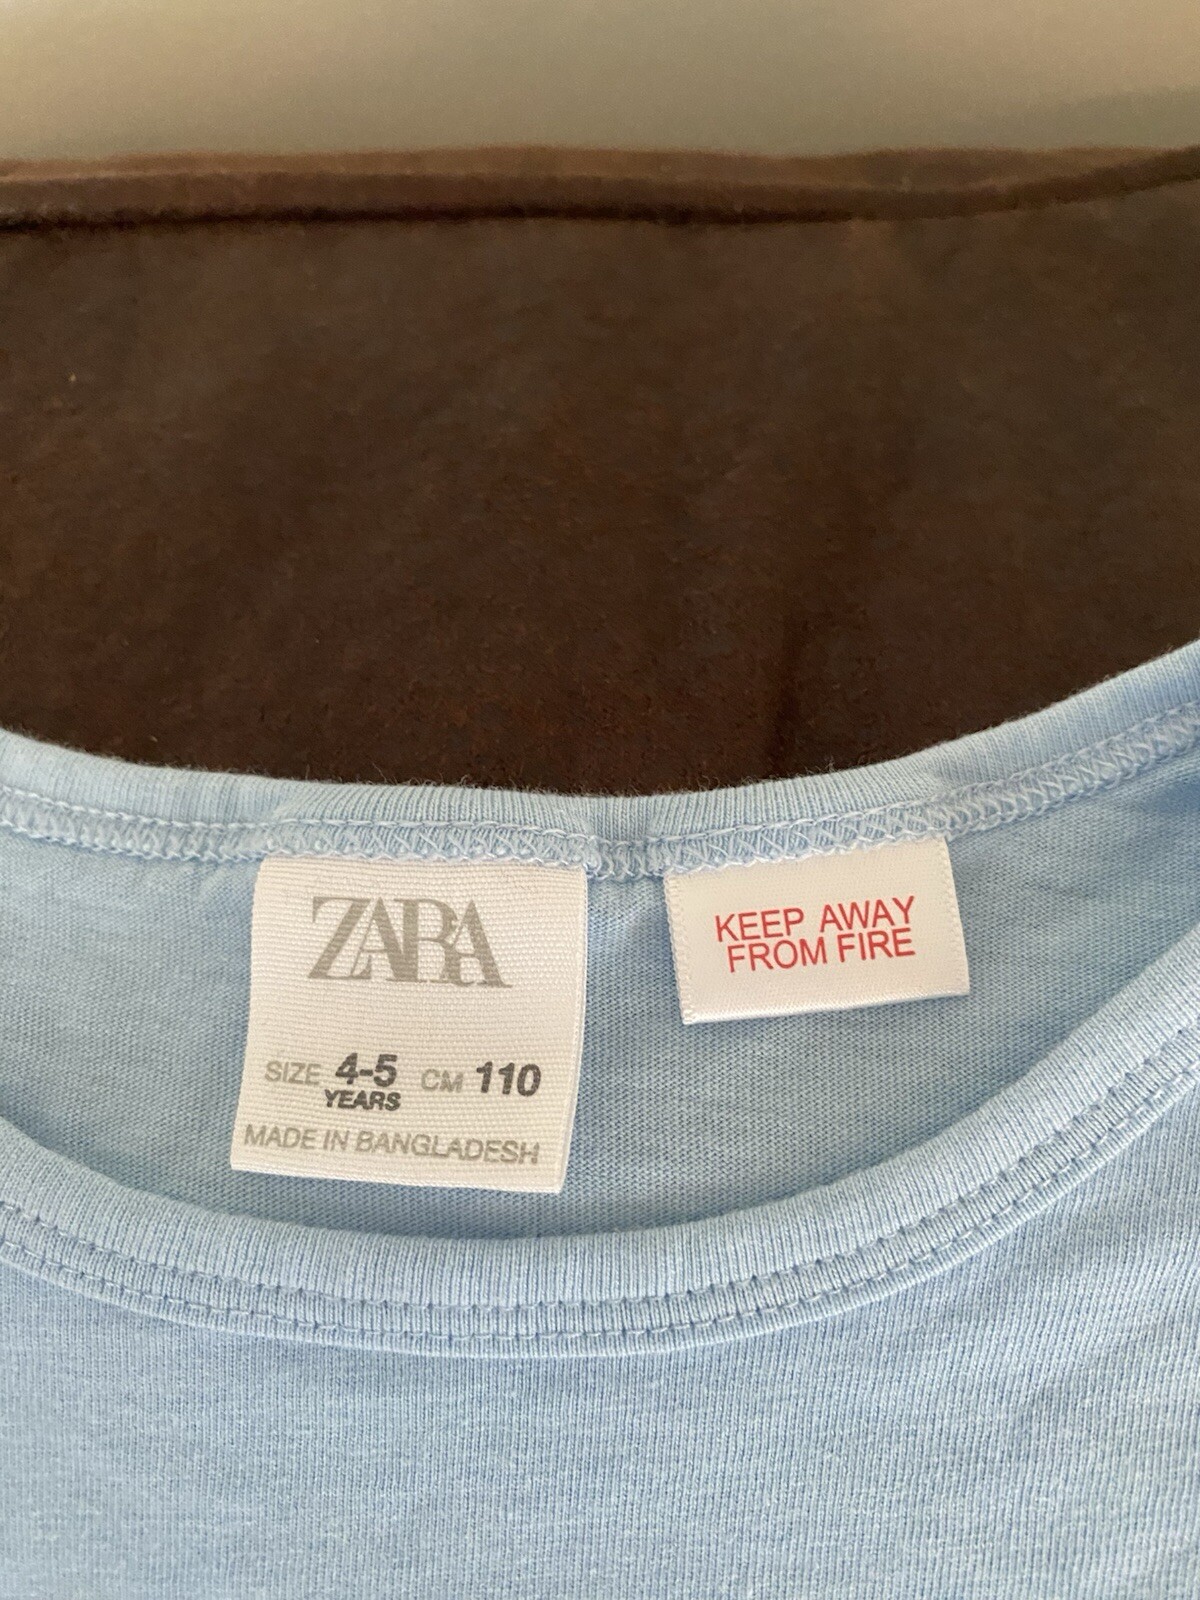 ZARA
SIZE 4-5 CM 110
YEARS
MADE IN BANGLADESH
KEEP AWAY
FROM FIRE